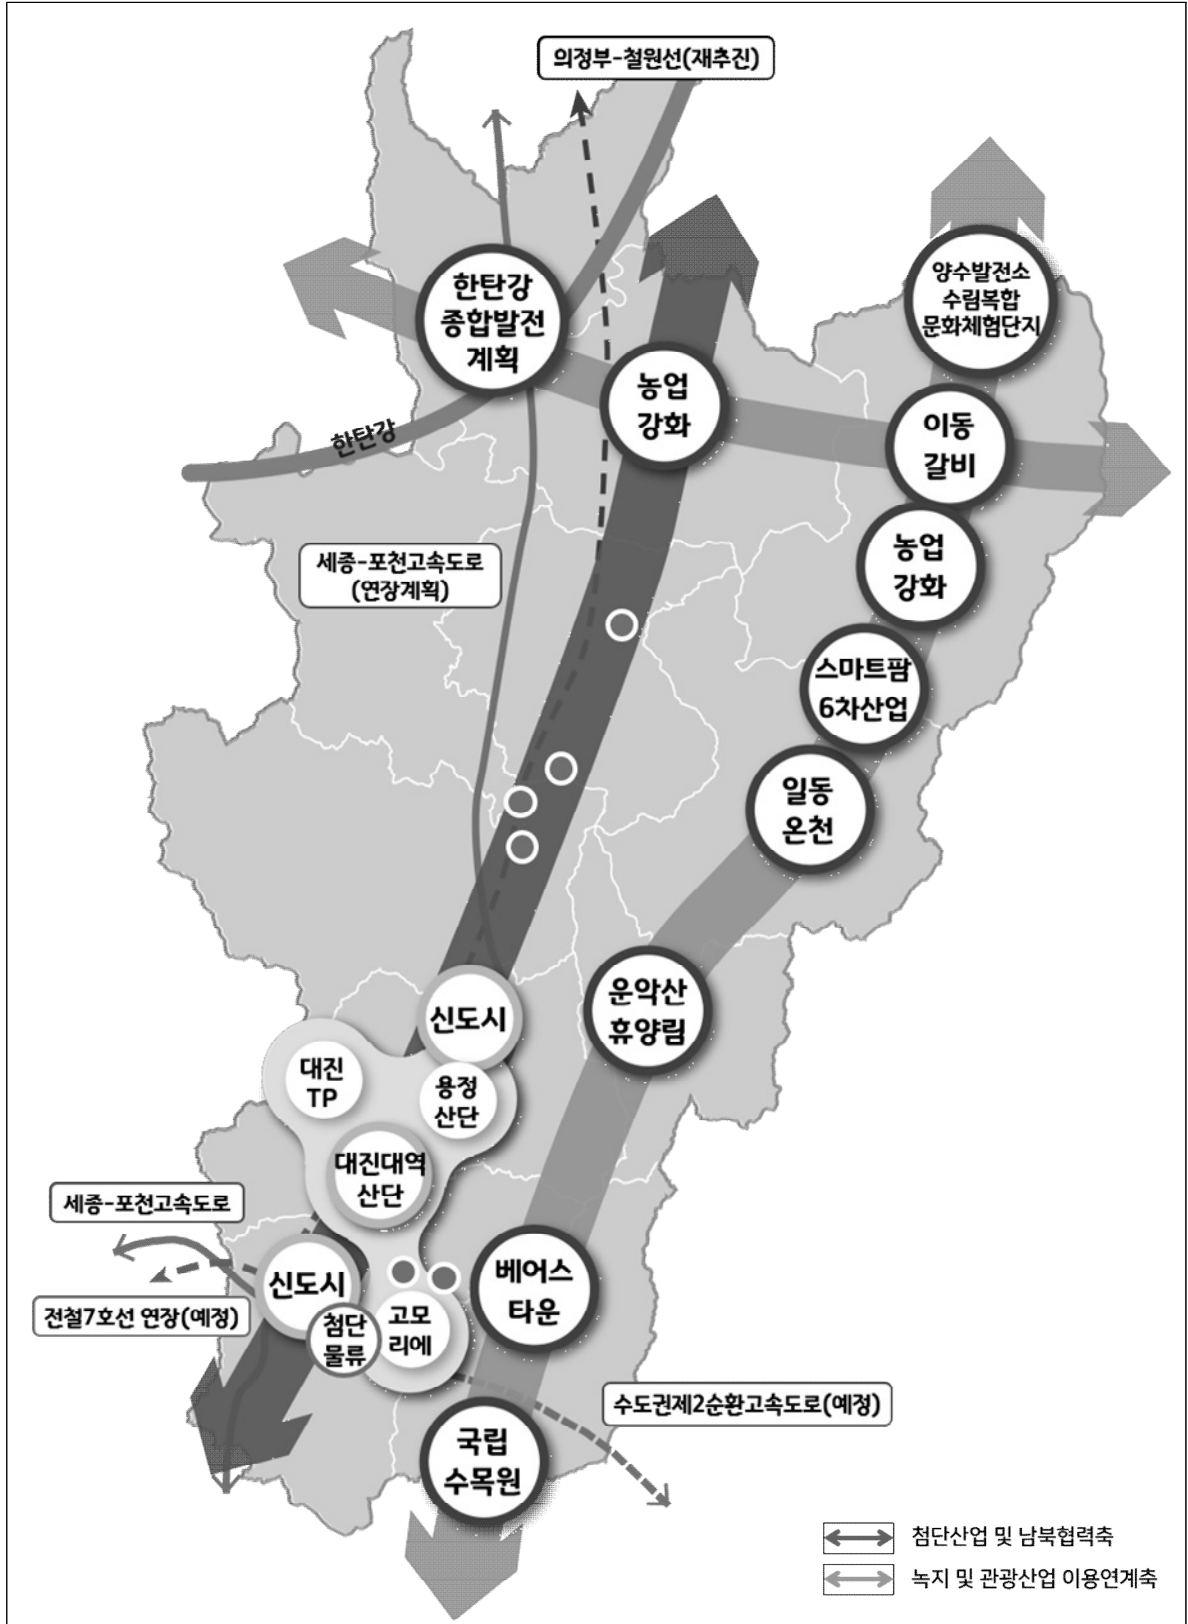 의정부-철원선(재추진)
양수발전소
수림복합
문화체험단지
한탄강
종합발전
계획
농업
강화
이동
갈비
한탄강
농업
강화
세종-포천고속도로
(연장계획)
스마트팜
6차산업
일동
온천
운악산
휴양림
신도시
대진
TP
용정
산단
대진대역
산단
세종-포천고속도로
신도시
베어스
타운
전철7호선 연장(예정)
첨단
물류
고모
리에
수도권제2순환고속도로(예정)
국립
수목원
첨단산업 및 남북협력축
녹지 및 관광산업 이용연계축